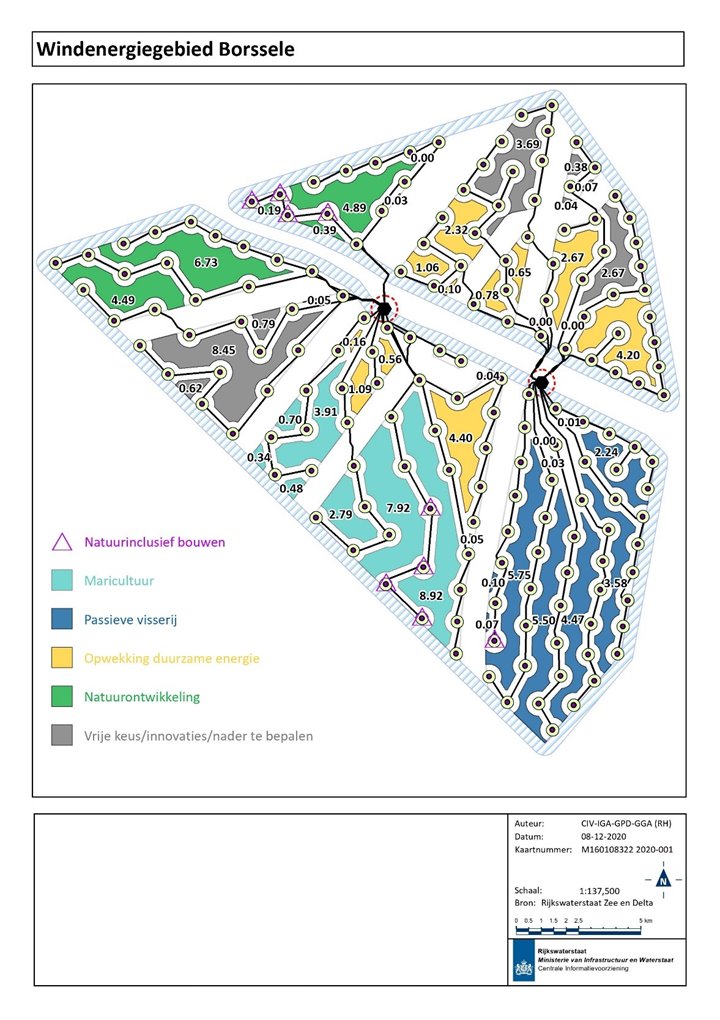 Windenergiegebied Borssele
3.69
0.00
0.38
0.07
0.19
4.89
0.03
0.04
0.39
2.32
2.67
6.73
1.06
0.65
2.67
4.49
-0.05
0.10
0.78
0.79
0.00
0.00
8.45
0.16
0.56
4.20
0.62
1.09
0.04
0.70
3.91
0.01
4.40
0.00
2.24
0.34
0.03
0.48
2.79
7.92
0.05
0.10
5.75
3.58
8.92
0.07
5.50
4.47
Natuurinclusief bouwen
Maricultuur
Passieve visserij
Opwekking duurzame energie
Natuurontwikkeling
Vrije keus/innovaties/nader te bepalen
Auteur: CIV-IGA-GPD-GGA (RH)
Datum: 08-12-2020
Kaartnummer: M160108322 2020-001
N
Schaal: 1:137,500
Bron: Rijkswaterstaat Zee en Delta
0 0.5 1 1.5 2 2.5 5 km
Rijkswaterstaat
Ministerie van Infrastructuur en Waterstaat
Centrale Informatievoorziening